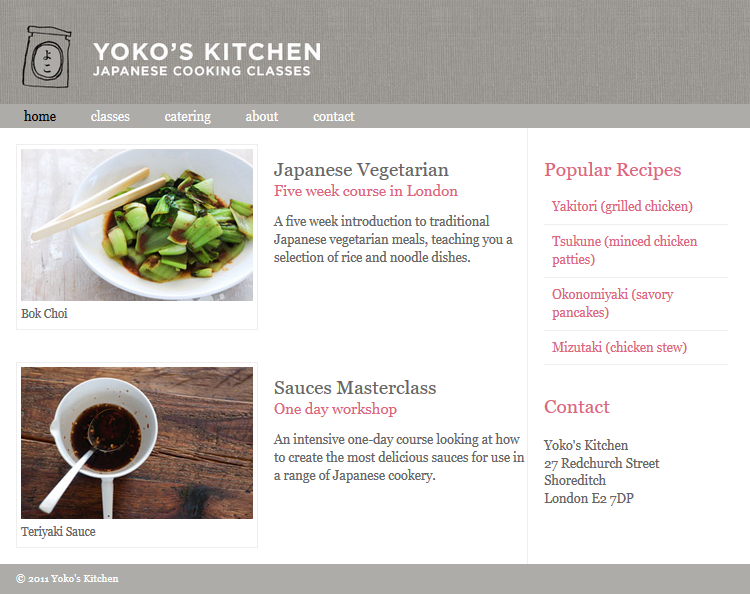 よこ
YOKO'S KITCHEN
JAPANESE COOKING CLASSES
home classes catering about contact
Bok Choi
Japanese Vegetarian
Five week course in London
A five week introduction to traditional
Japanese vegetarian meals, teaching you a
selection of rice and noodle dishes.
Teriyaki Sauce
Sauces Masterclass
One day workshop
An intensive one-day course looking at how
to create the most delicious sauces for use in
a range of Japanese cookery.
Popular Recipes
Yakitori (grilled chicken)
Tsukune (minced chicken
patties)
Okonomiyaki (savory
pancakes)
Mizutaki (chicken stew)
Contact
Yoko's Kitchen
27 Redchurch Street
Shoreditch
London E2 7DP
© 2011 Yoko's Kitchen